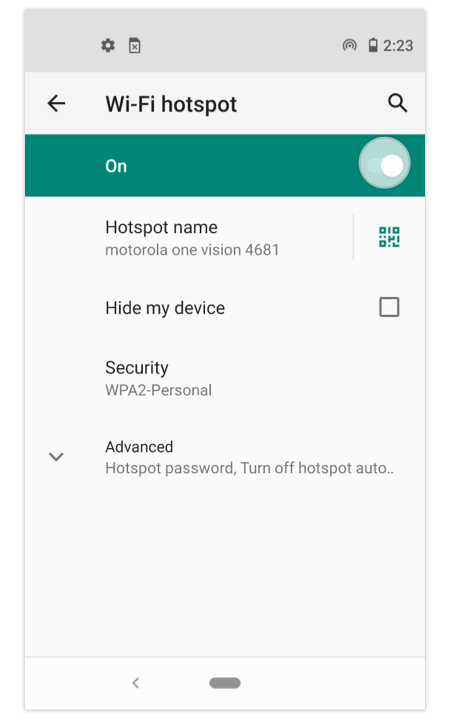 2:23
Wi-Fi hotspot
On
Hotspot name
motorola one vision 4681
Hide my device
Security
WPA2-Personal
Advanced
Hotspot password, Turn off hotspot auto..